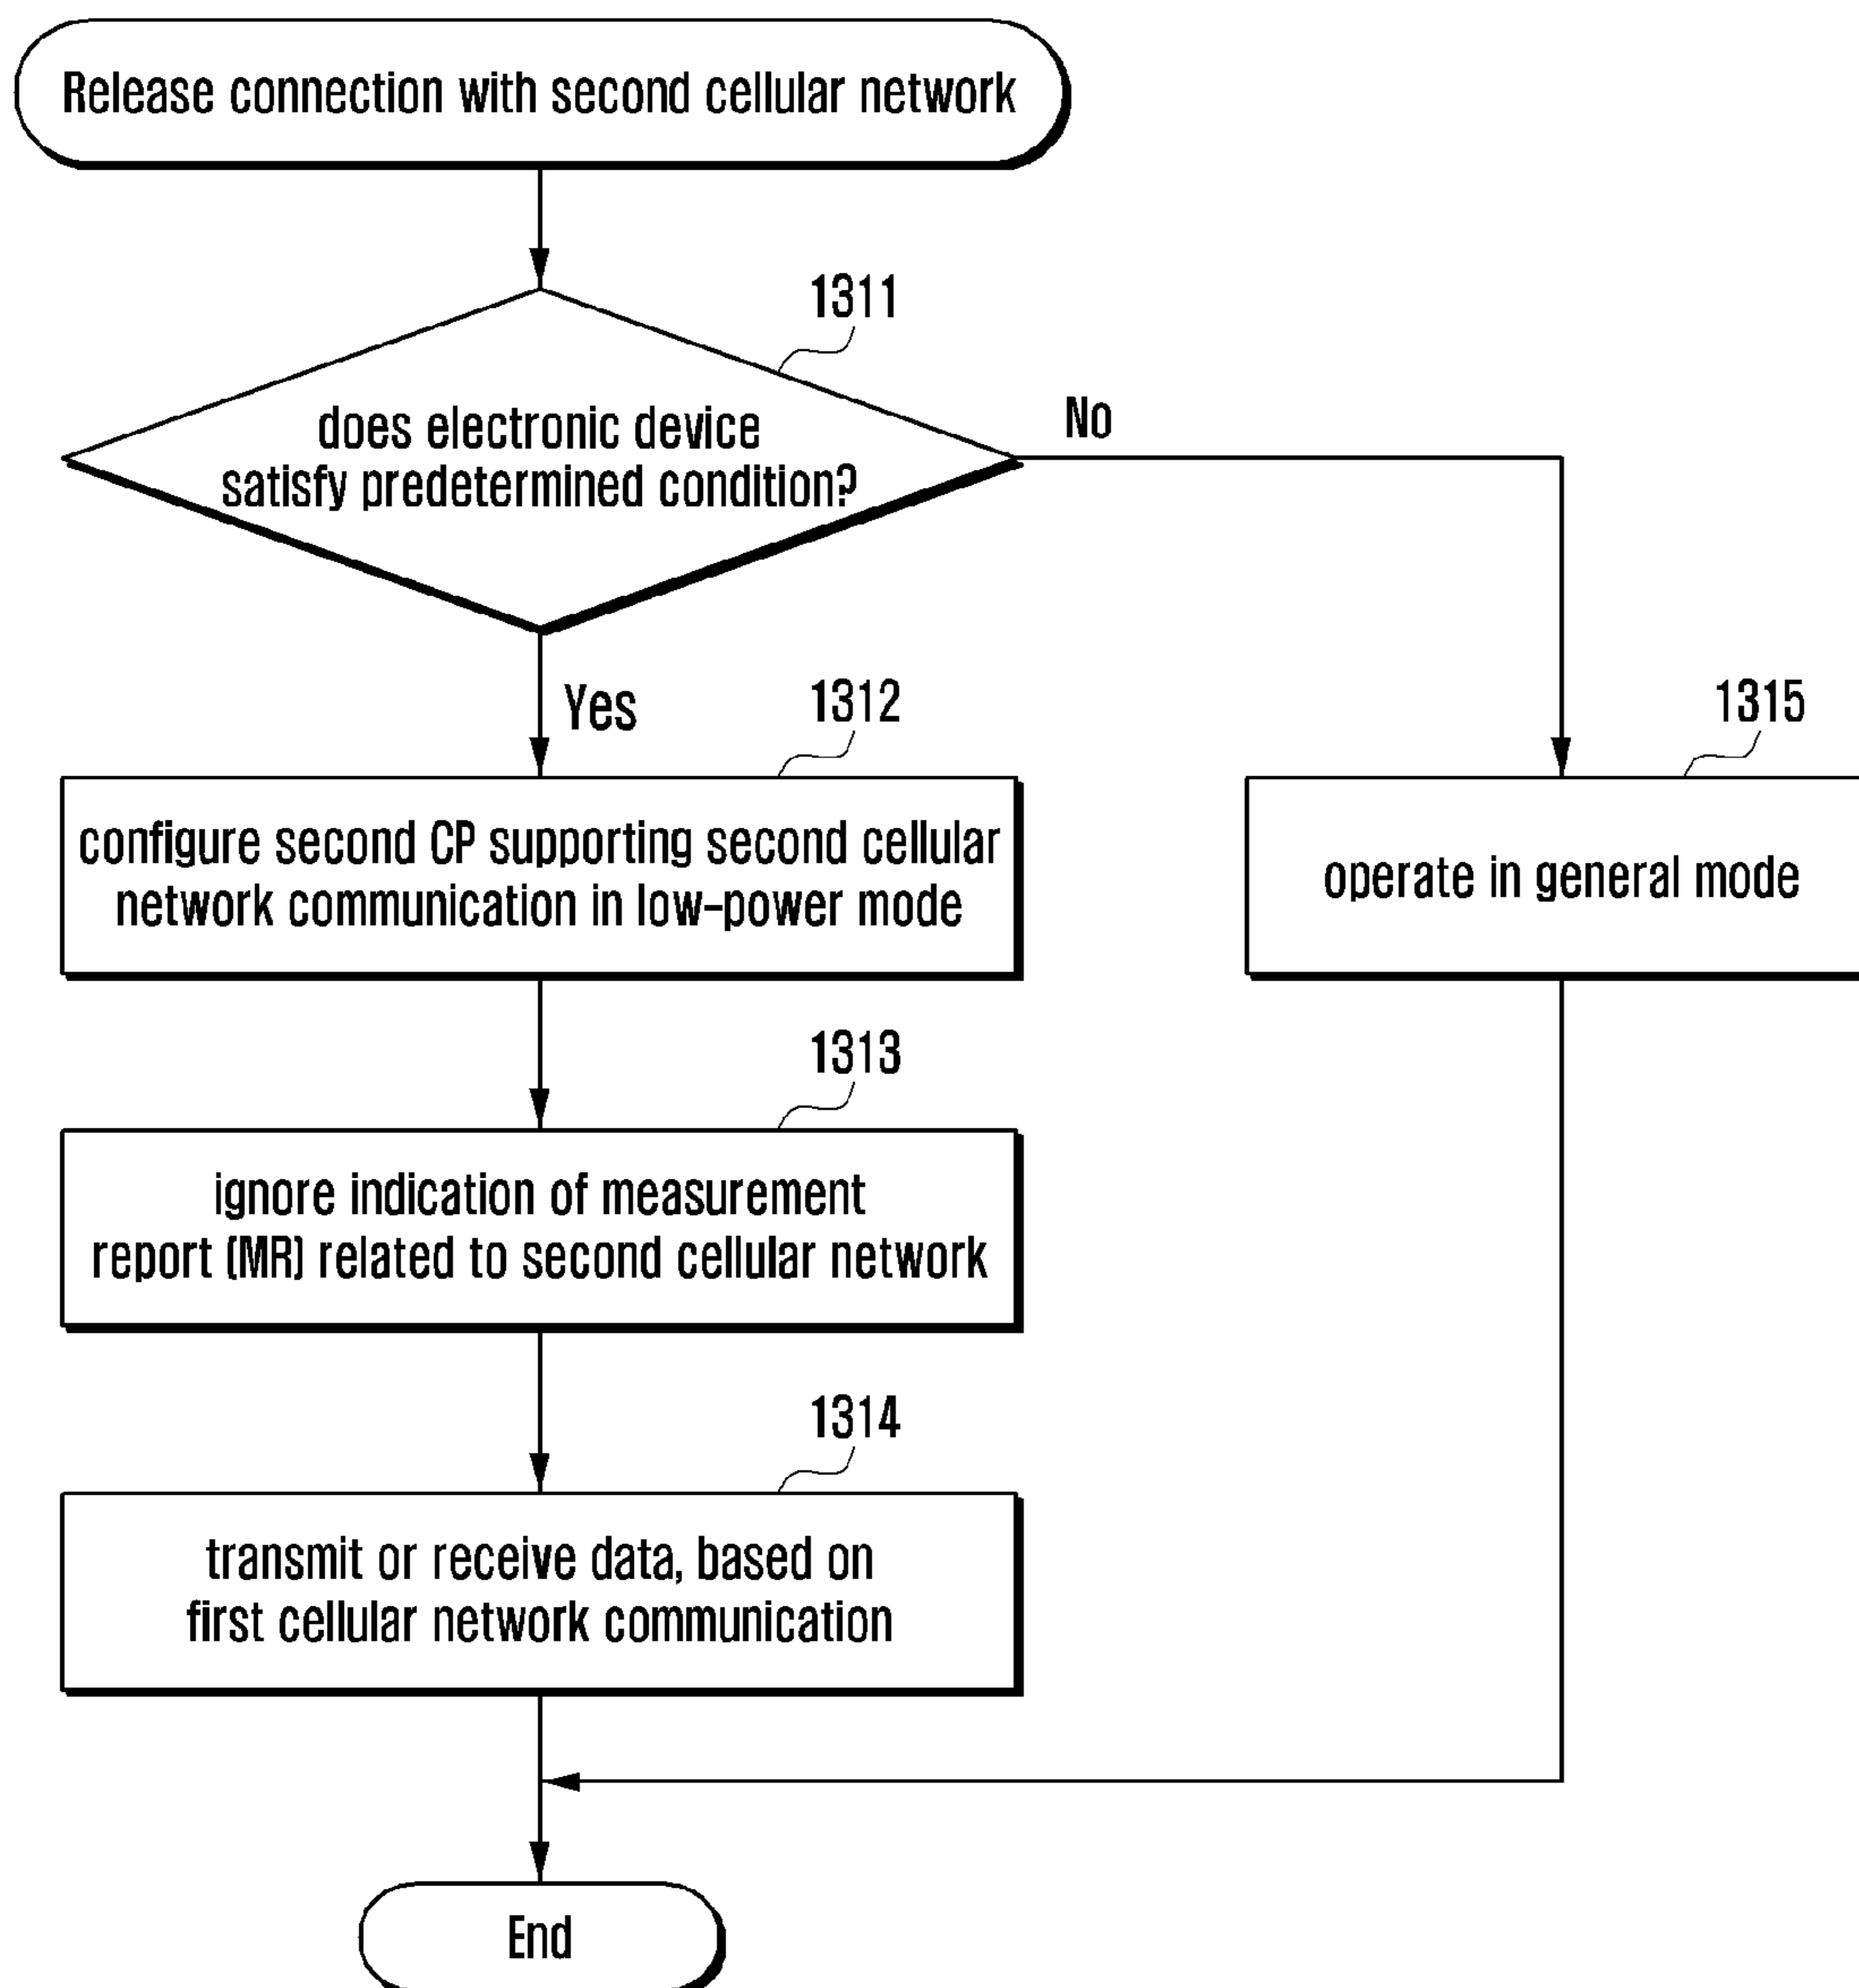 Release connection with second cellular network
1311
does electronic device
satisfy predetermined condition?
No
Yes
1312
configure second CP supporting second cellular
network communication in low-power mode
1315
operate in general mode
1313
ignore indication of measurement
report (MR) related to second cellular network
1314
transmit or receive data, based on
first cellular network communication
End